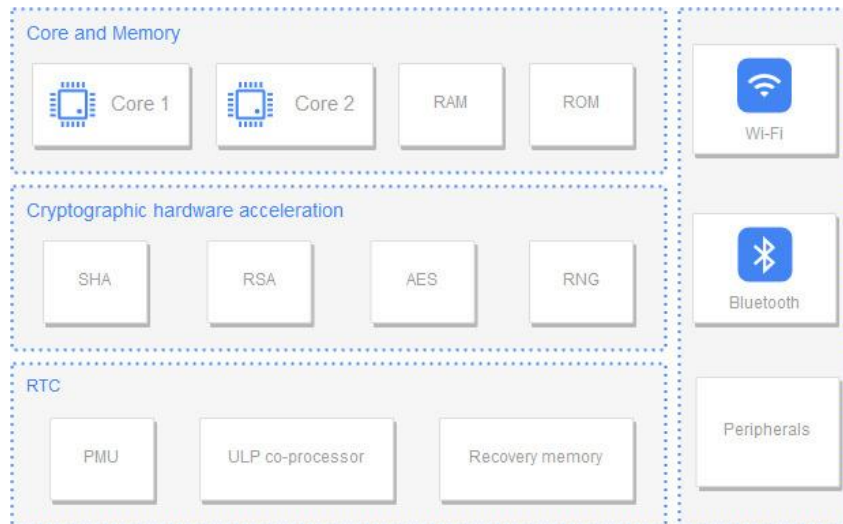 Core and Memory
Core 1
Core 2
RAM
ROM
Cryptographic hardware acceleration
SHA
RSA
AES
RNG
RTC
PMU
ULP co-processor
Recovery memory
Wi-Fi
Bluetooth
Peripherals